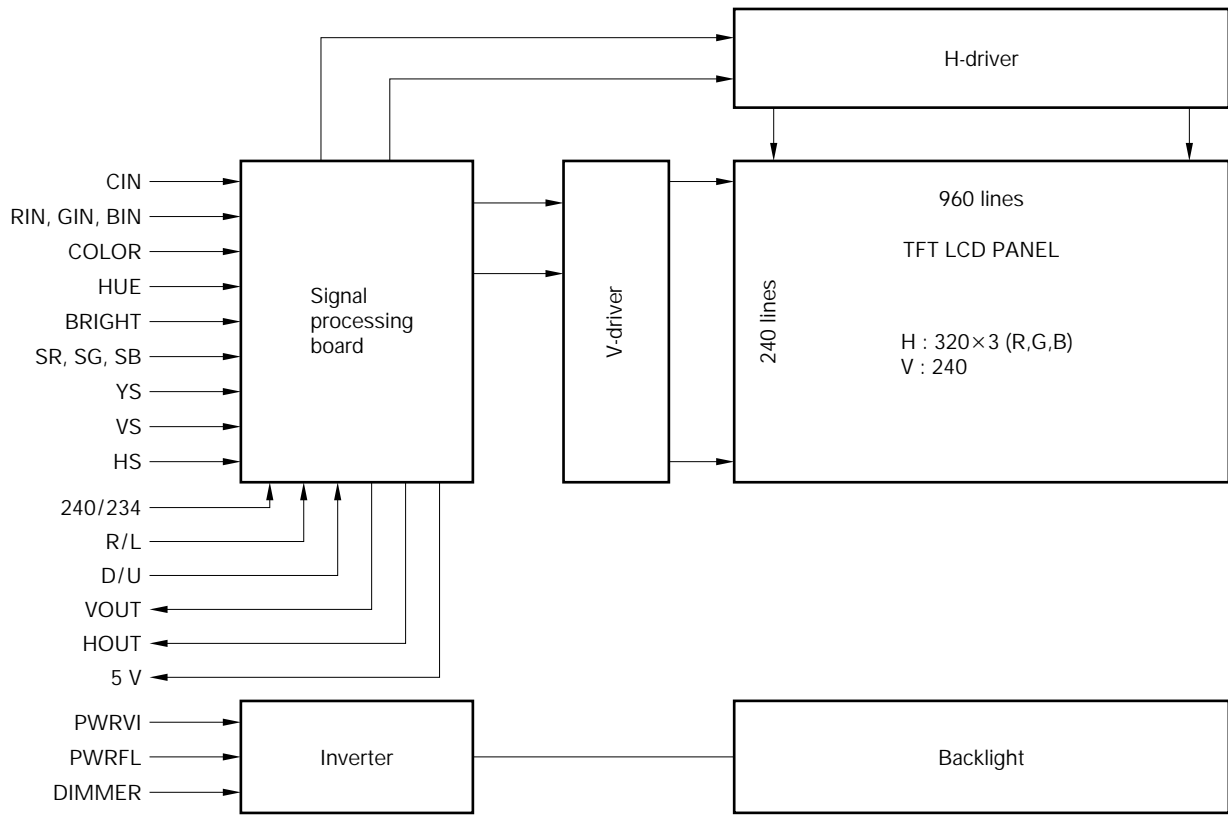 H-driver
CIN
RIN, GIN, BIN
COLOR
HUE
BRIGHT
SR, SG, SB
YS
VS
HS
240/234
R/L
D/U
VOUT
HOUT
5 V
Signal
processing
board
V-driver
240 lines
960 lines
TFT LCD PANEL
H : 320×3 (R,G,B)
V : 240
PWRVI
PWRFL
DIMMER
Inverter
Backlight